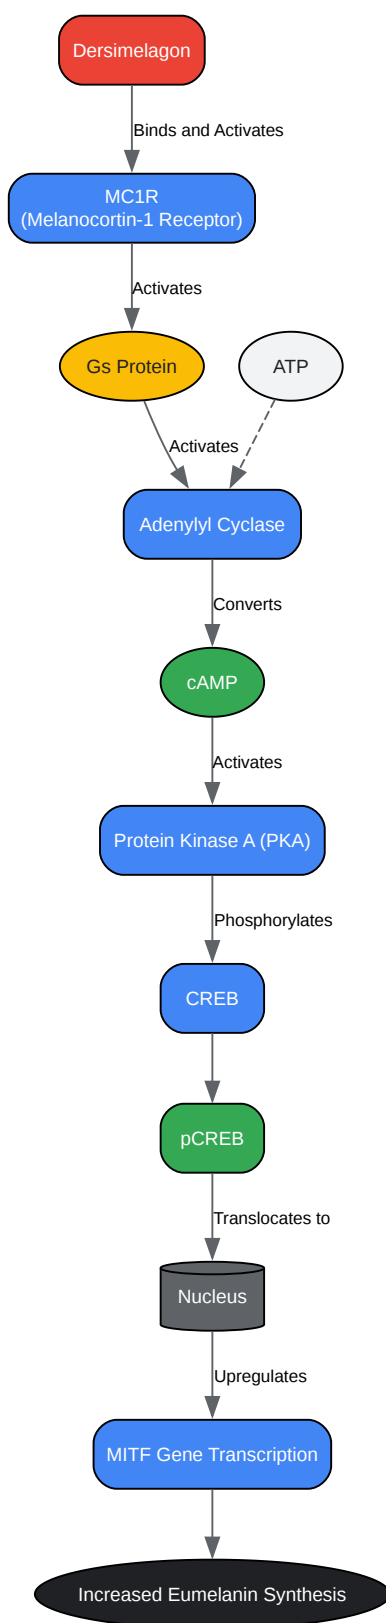 Dersimelagon
Binds and Activates
MC1R
(Melanocortin-1 Receptor)
Activates
Gs Protein
ATP
Activates
Adenylyl Cyclase
Converts
cAMP
Activates
Protein Kinase A (PKA)
Phosphorylates
CREB
pCREB
Translocates to
Nucleus
Upregulates
MITF Gene Transcription
Increased Eumelanin Synthesis